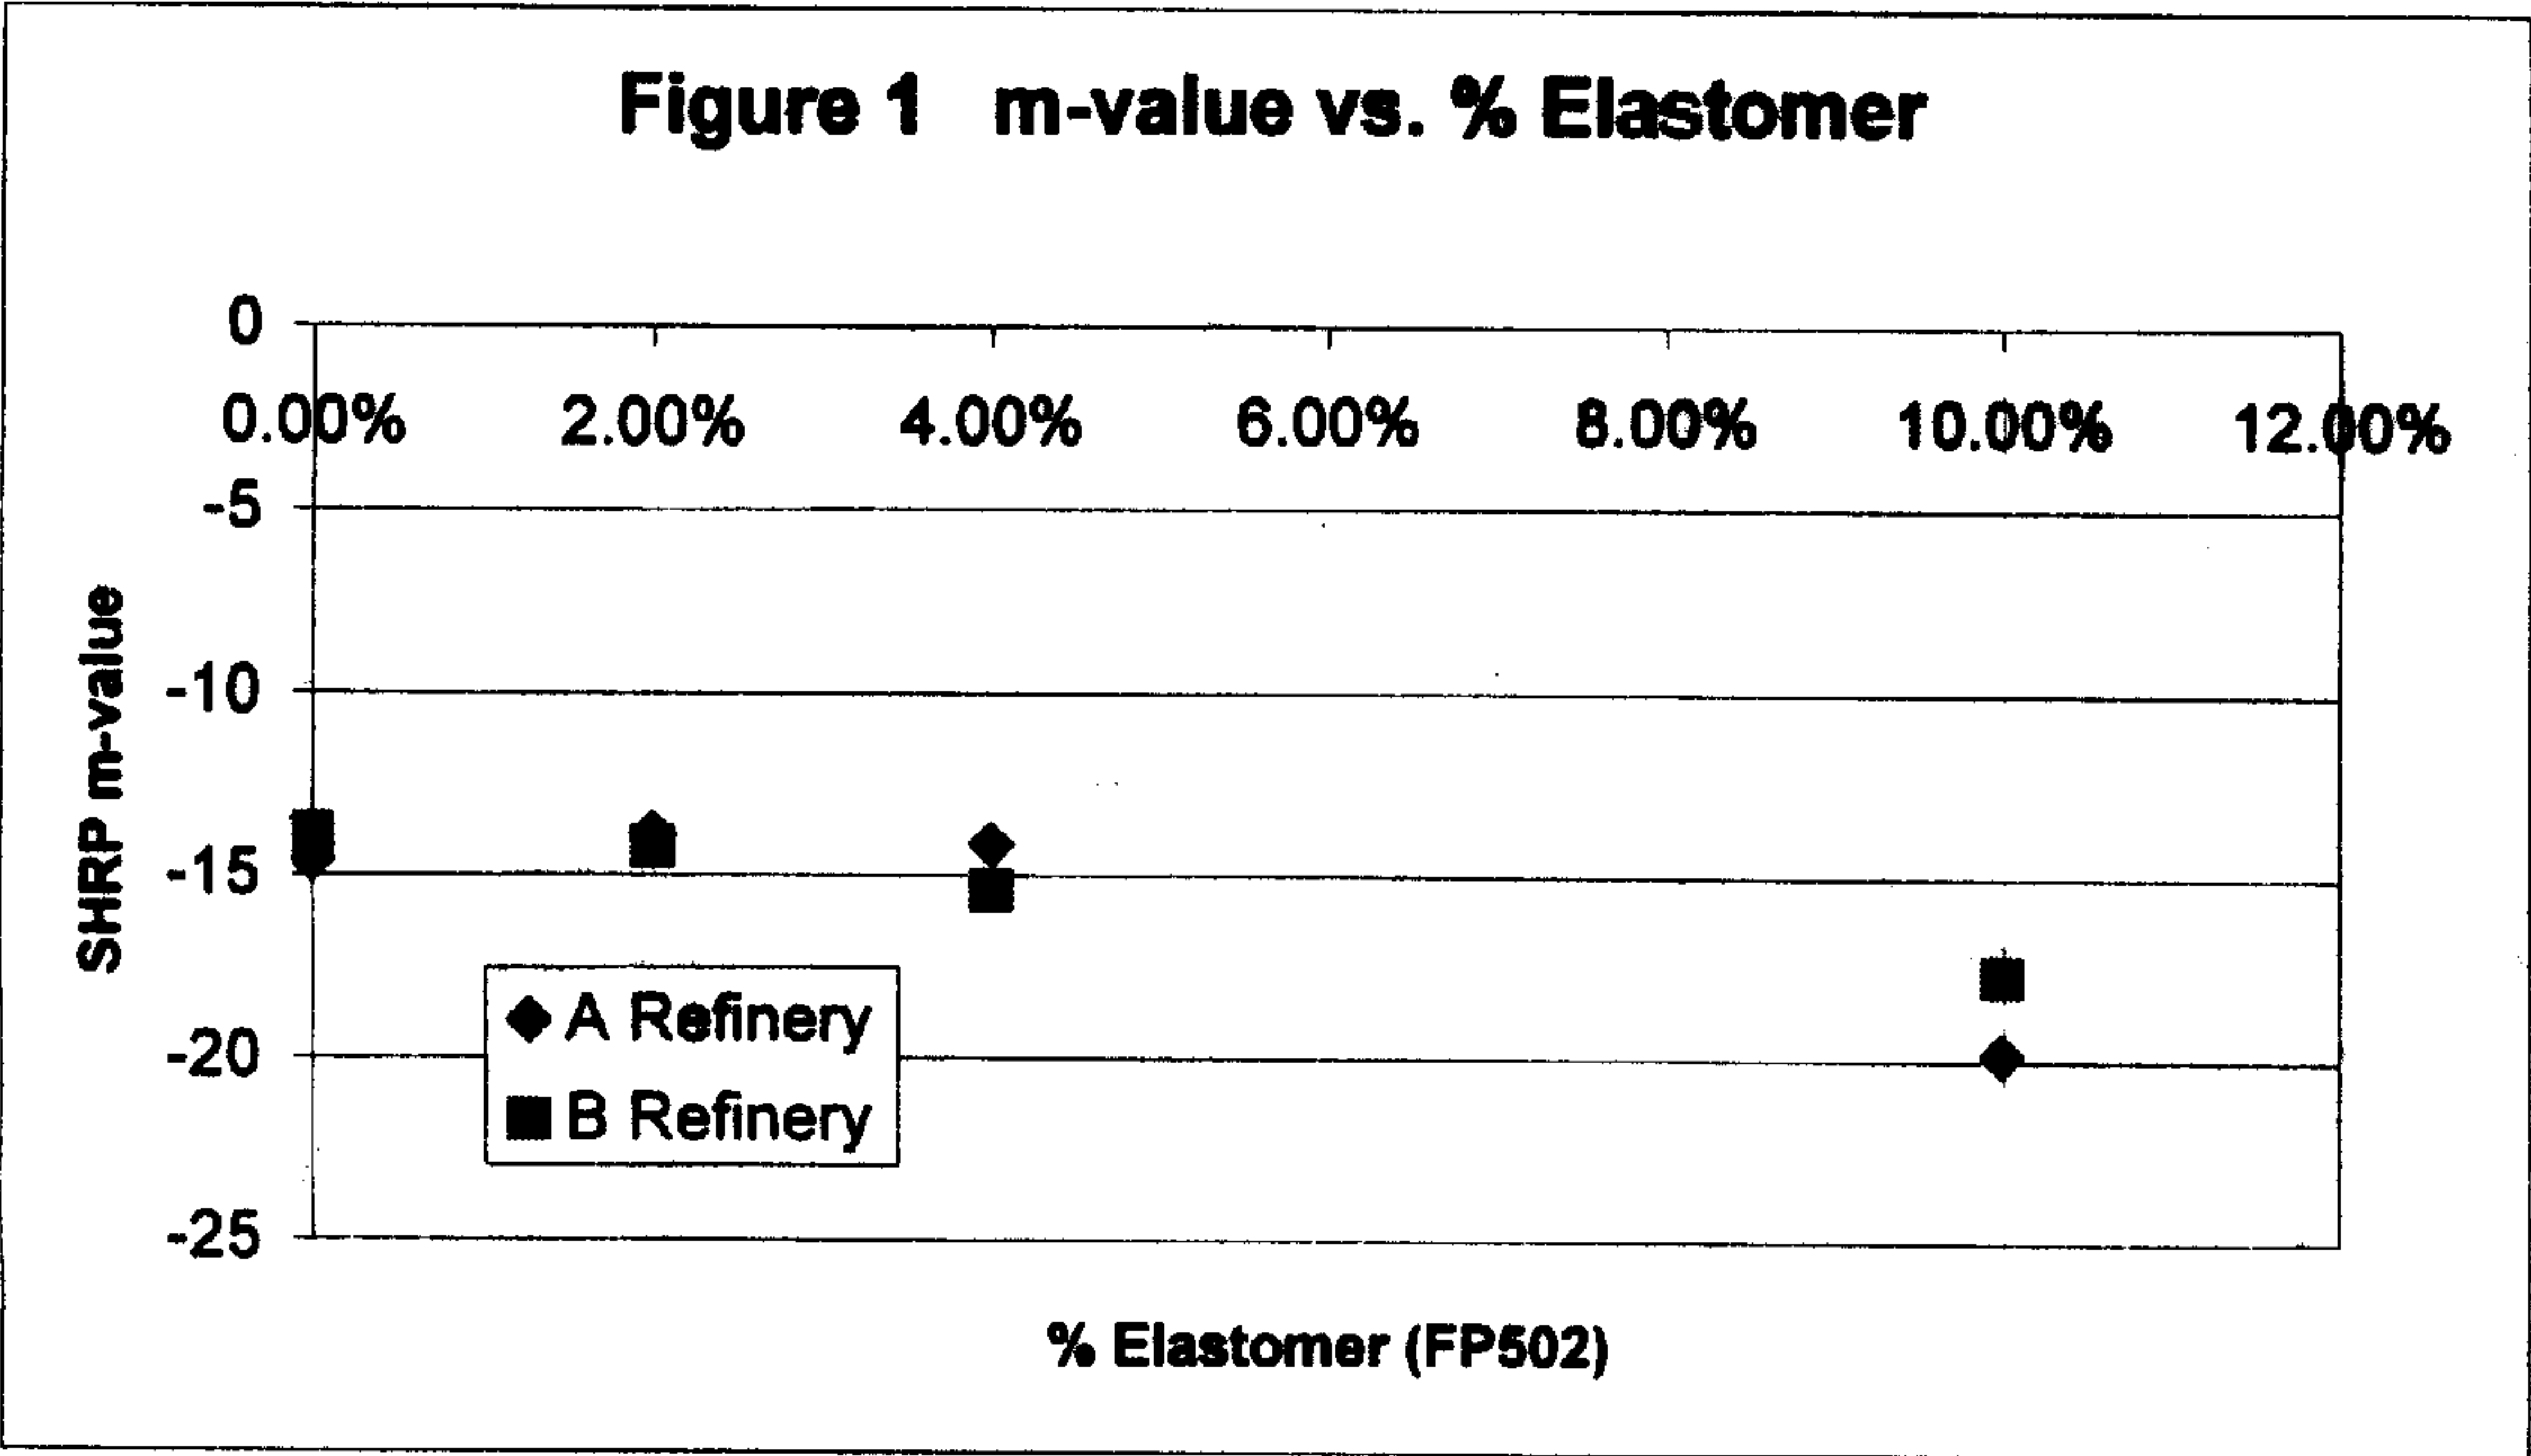 Figure 1 m-value vs. % Elastomer
0
0.00% 2.00% 4.00% 6.00% 8.00% 10.00% 12.00%
-5
-10
-15
-20
-25
SHRP m-value
A Refinery
B Refinery
% Elastomer (FP502)